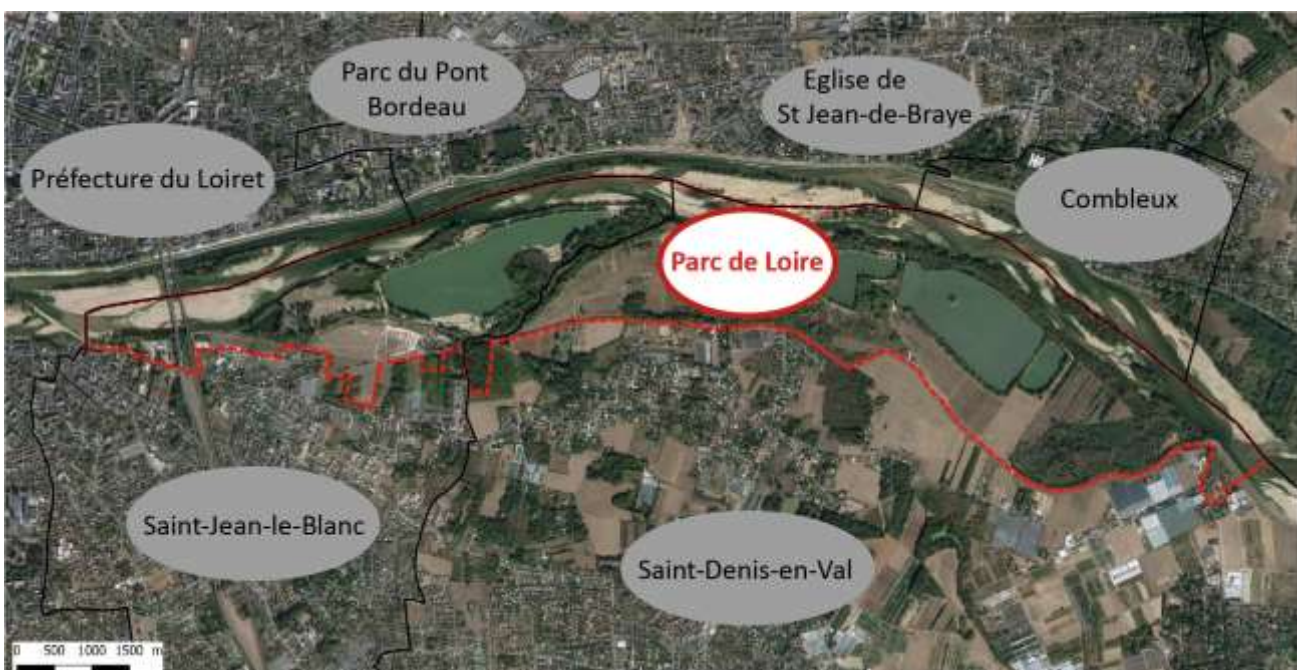 Parc du Pont
Bordeau
Eglise de
St Jean-de-Braye
Préfecture du Loiret
Combleux
Parc de Loire
Saint-Jean-le-Blanc
Saint-Denis-en-Val
0 500 1000 1500 m